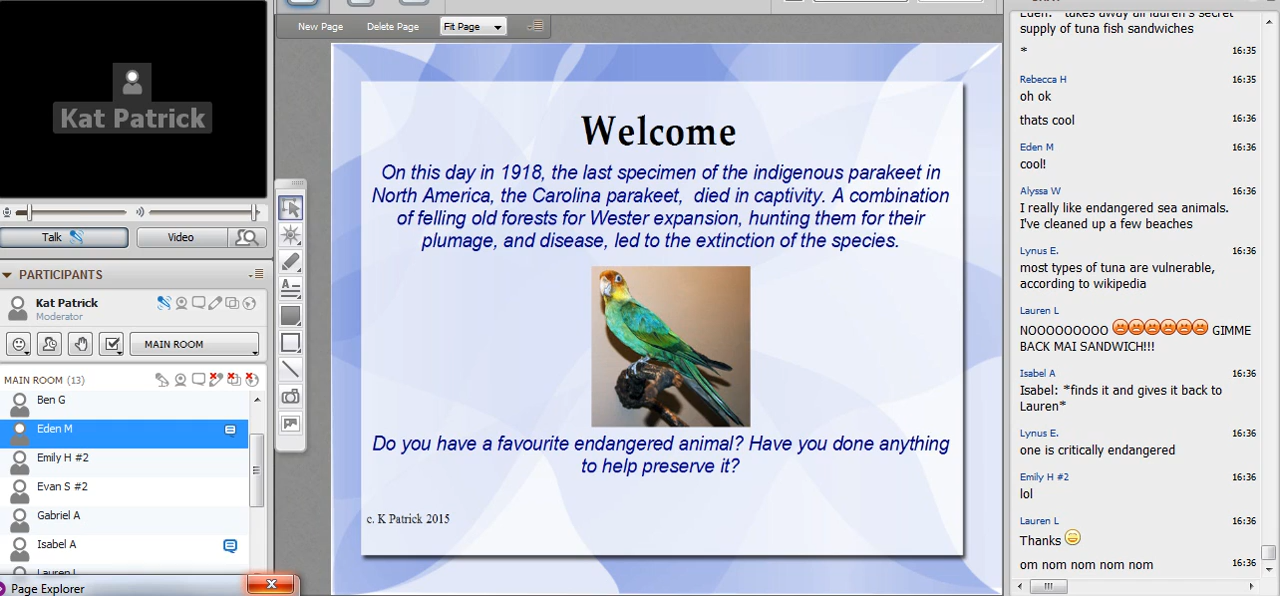 New Page
Delete Page
Fit Page
Kat Patrick
Talk
Video
PARTICIPANTS
Kat Patrick
Moderator
MAIN ROOM
MAIN ROOM (13)
Ben G
Eden M
Emily H #2
Evan S #2
Gabriel A
Isabel A
Lauren L
Page Explorer
Welcome
On this day in 1918, the last specimen of the indigenous parakeet in
North America, the Carolina parakeet, died in captivity. A combination
of felling old forests for Wester expansion, hunting them for their
plumage, and disease, led to the extinction of the species.
Do you have a favourite endangered animal? Have you done anything
to help preserve it?
c. K Patrick 2015
Eden: *takes away all lauren's secret
supply of tuna fish sandwiches
* 16:35
Rebecca H 16:35
oh ok
thats cool 16:36
Eden M 16:36
cool!
Alyssa W 16:36
I really like endangered sea animals.
I've cleaned up a few beaches
Lynus E. 16:36
most types of tuna are vulnerable,
according to wikipedia
Lauren L 16:36
NOOOOOOOOO GIMME
BACK MAI SANDWICH!!!
Isabel A 16:36
Isabel: *finds it and gives it back to
Lauren*
Lynus E. 16:36
one is critically endangered
Emily H #2 16:36
lol
Lauren L 16:36
Thanks
om nom nom nom nom 16:36